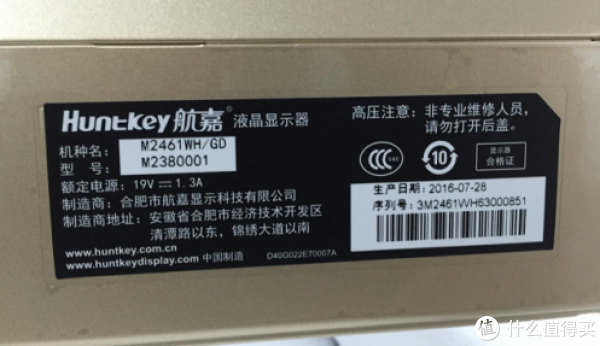 Huntkey航嘉® 液晶显示器
机种名： M2461WH/GD
型 号： M2380001
额定电源： 19V⎓1.3A
制造商： 合肥市航嘉显示科技有限公司
制造商地址： 安徽省合肥市经济技术开发区
清潭路以东，锦绣大道以南
www.huntkey.com.cn
www.huntkeydisplay.com 中国制造 D40G022E70007A
高压注意： 非专业维修人员，
请勿打开后盖。
CCC
10
显示器
合格证
生产日期： 2016-07-28
序列号： 3M2461WH63000851
值 什么值得买